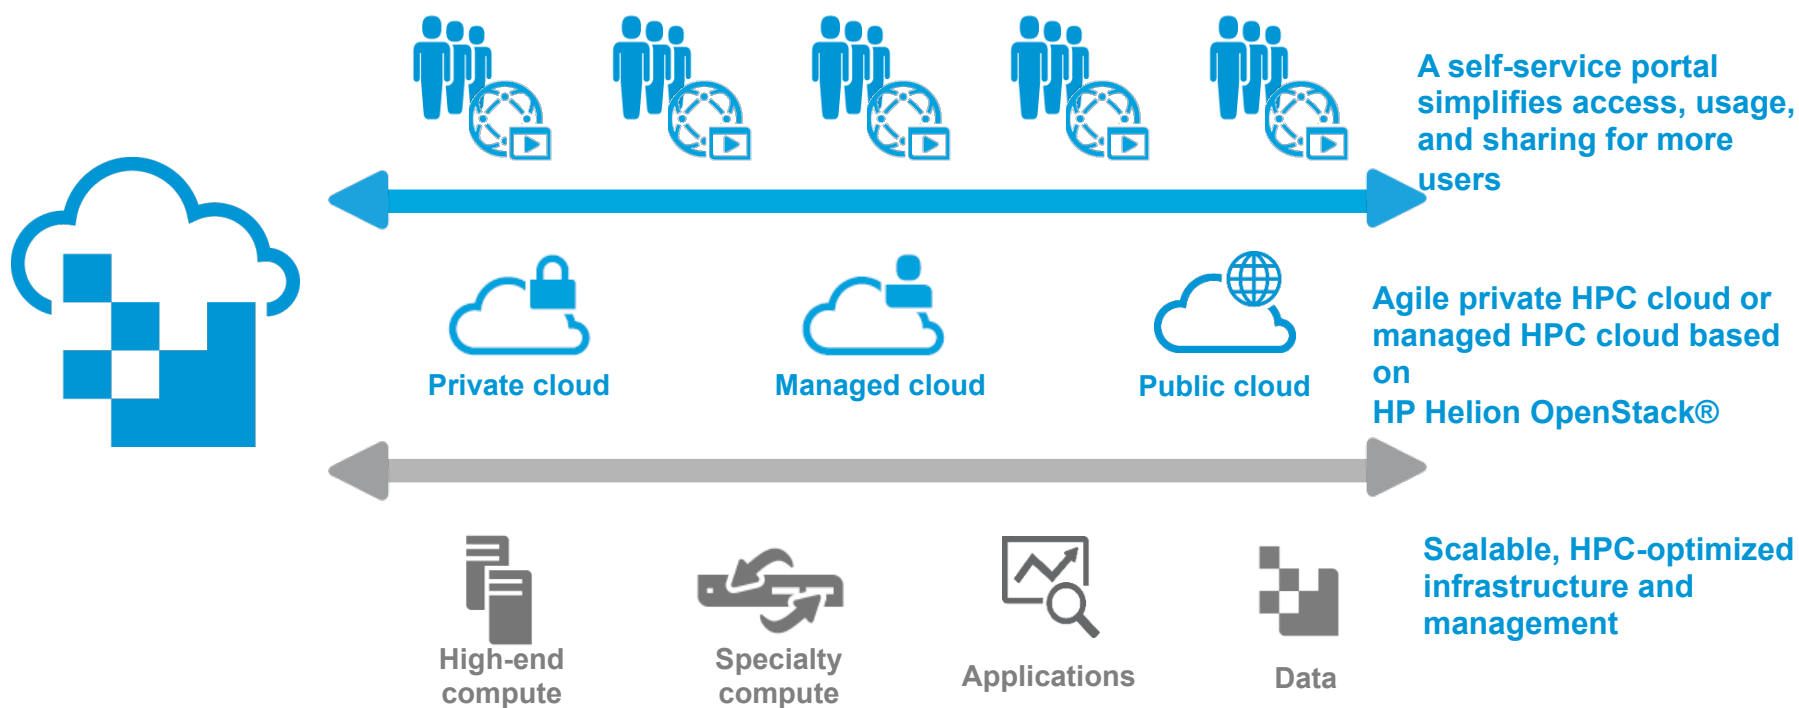 A self-service portal
simplifies access, usage,
and sharing for more
users
Private cloud
Managed cloud
Public cloud
Agile private HPC cloud or
managed HPC cloud based
on
HP Helion OpenStack®
High-end
compute
Specialty
compute
Applications
Data
Scalable, HPC-optimized
infrastructure and
management